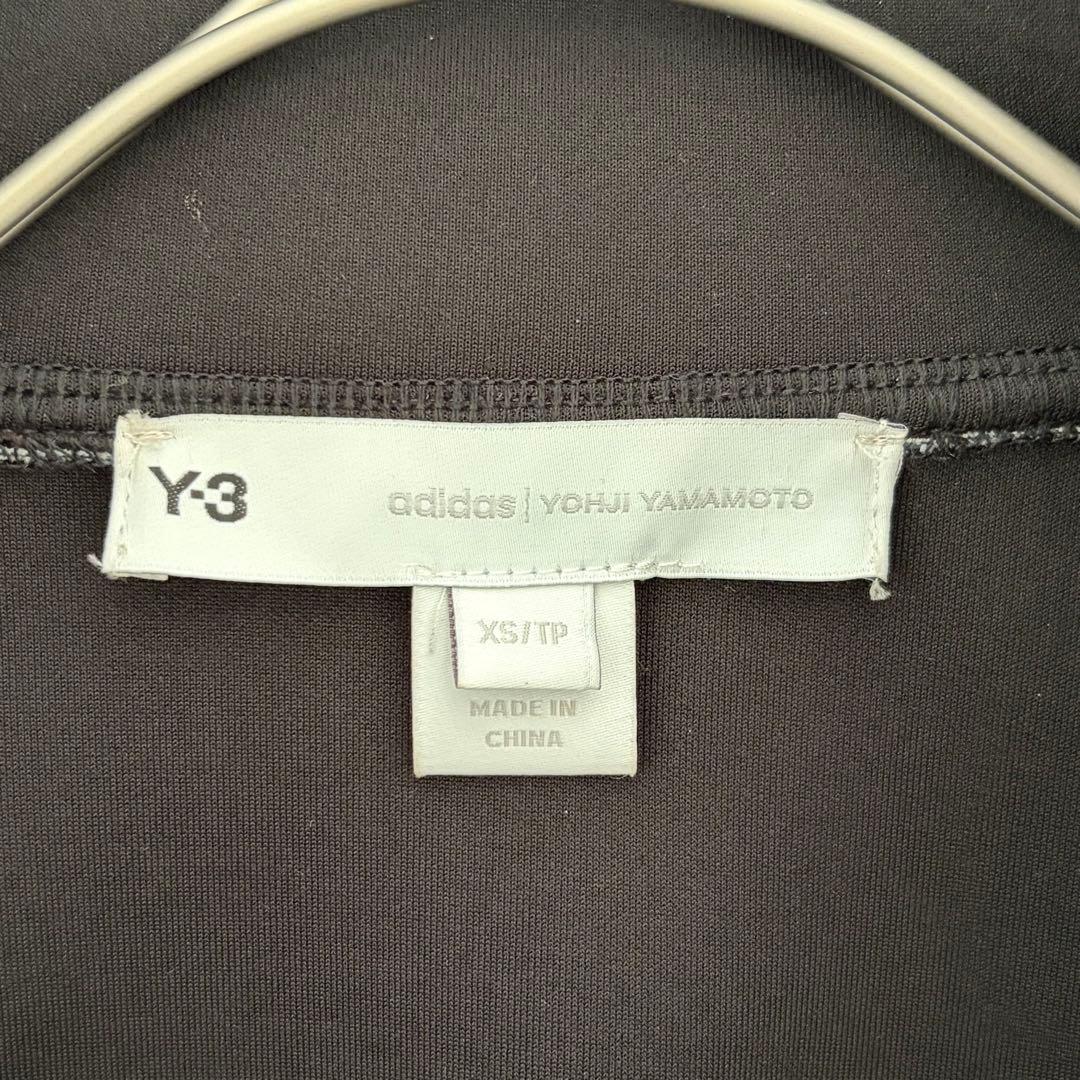 Y-3 adidas | YOHJI YAMAMOTO
XS/TP
MADE IN
CHINA